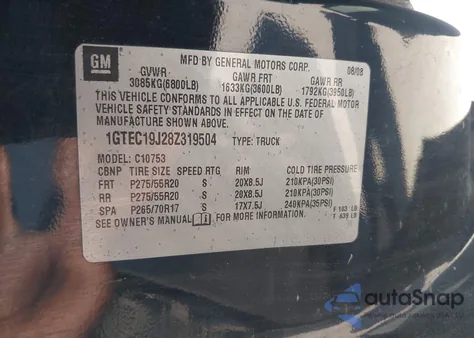 GM
MFD BY GENERAL MOTORS CORP.
08/08
GVWR GAWR FRT GAWR RR
3085KG(6800LB) 1633KG(3600LB) 1792KG(3950LB)
THIS VEHICLE CONFORMS TO ALL APPLICABLE U.S. FEDERAL MOTOR
VEHICLE SAFETY STANDARDS IN EFFECT ON THE DATE OF
MANUFACTURE SHOWN ABOVE.
1GTEC19J28Z319504 TYPE: TRUCK
MODEL: C10753
CBNP TIRE SIZE SPEED RTG RIM COLD TIRE PRESSURE
FRT P275/55R20 S 20X8.5J 210KPA(30PSI)
RR P275/55R20 S 20X8.5J 210KPA(30PSI)
SPA P265/70R17 S 17X7.5J 240KPA(35PSI)
SEE OWNER'S MANUAL FOR MORE INFORMATION.
autoSnap